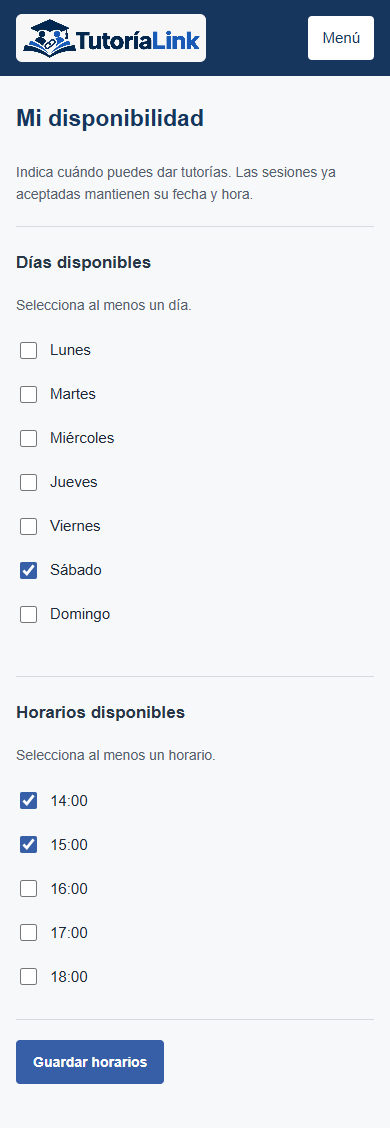 TutoríaLink
Menú
Mi disponibilidad
Indica cuándo puedes dar tutorías. Las sesiones ya
aceptadas mantienen su fecha y hora.
Días disponibles
Selecciona al menos un día.
Lunes
Martes
Miércoles
Jueves
Viernes
Sábado
Domingo
Horarios disponibles
Selecciona al menos un horario.
14:00
15:00
16:00
17:00
18:00
Guardar horarios